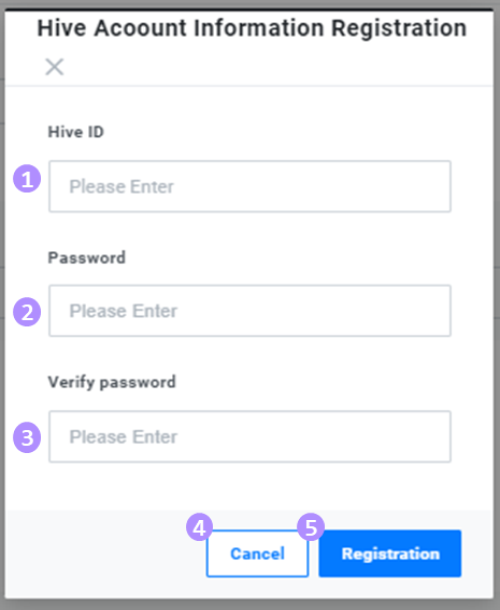 Hive Acoount Information Registration
Hive ID
1 Please Enter
Password
2 Please Enter
Verify password
3 Please Enter
4 5
Cancel Registration